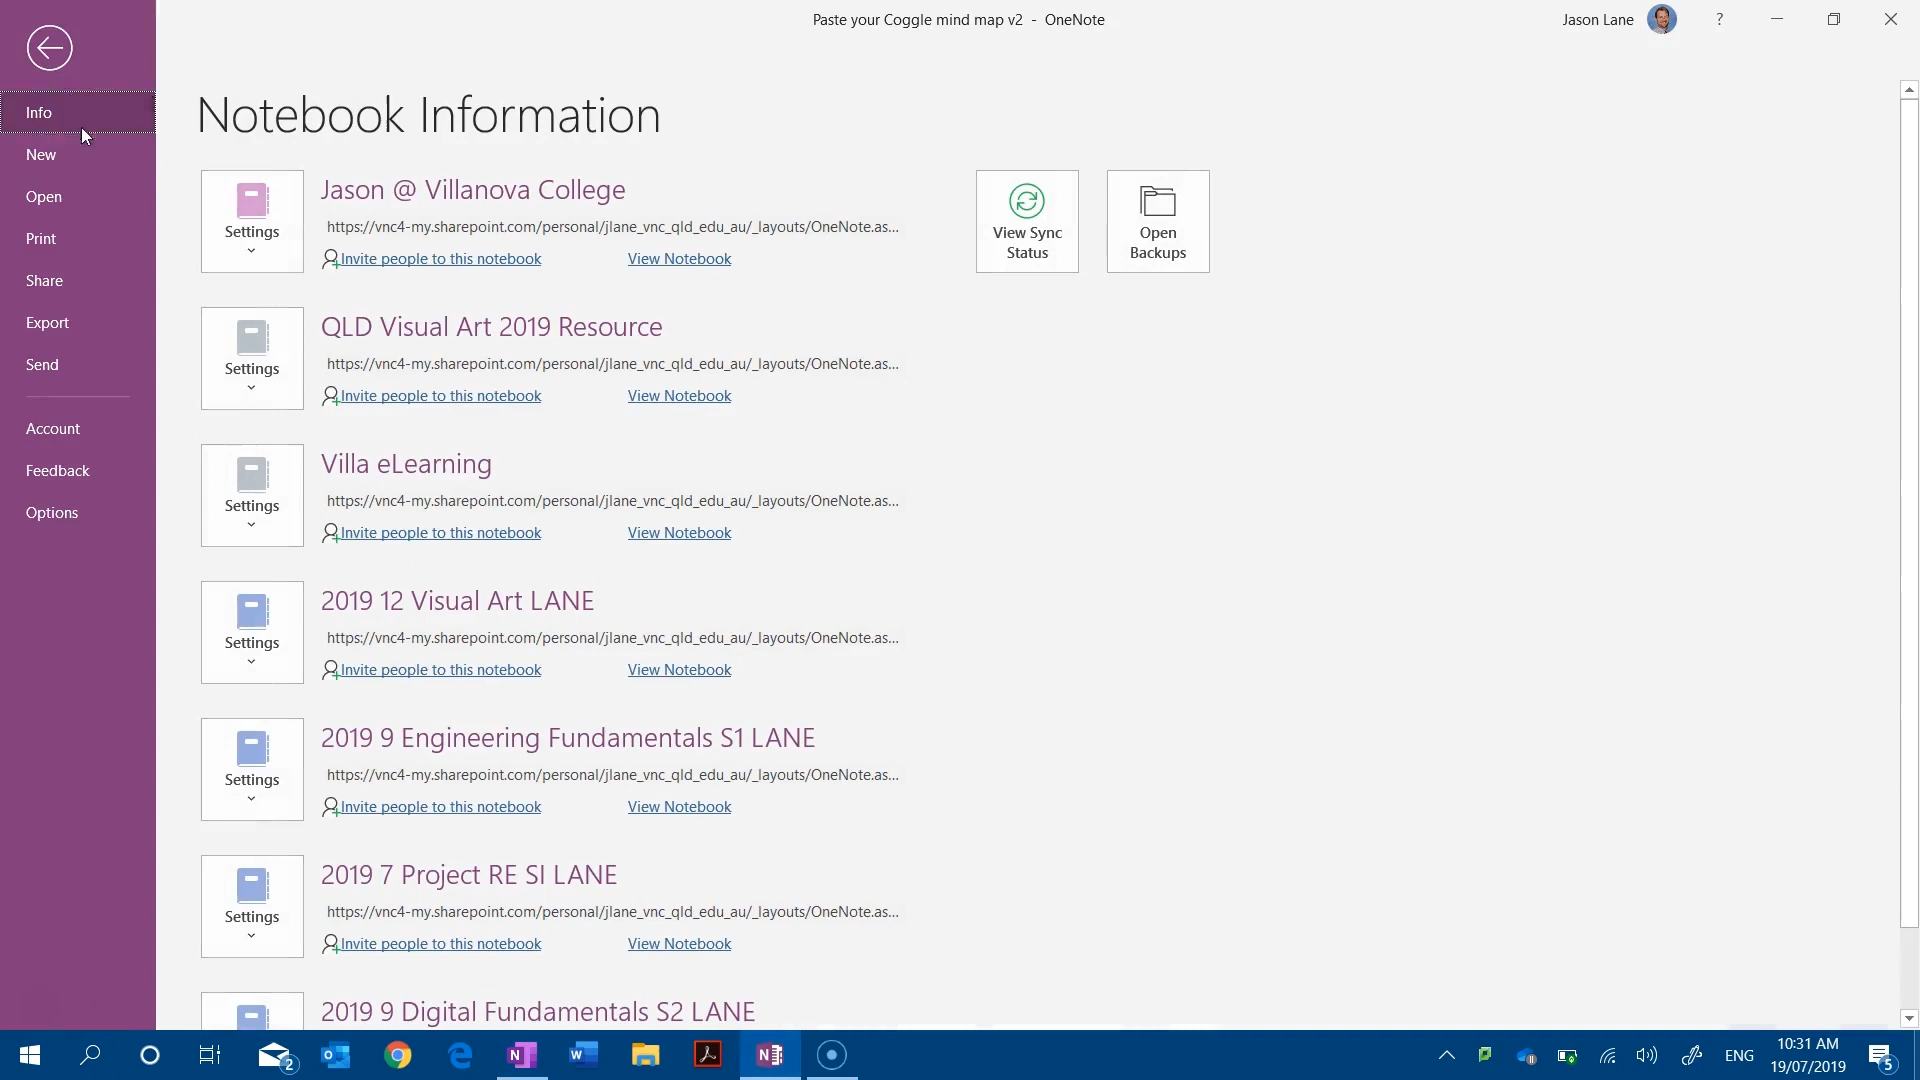 Paste your Coggle mind map v2 - OneNote
Jason Lane
?
Info
New
Open
Print
Share
Export
Send
Account
Feedback
Options
Notebook Information
Settings
Jason @ Villanova College
https://vnc4-my.sharepoint.com/personal/jlane_vnc_qld_edu_au/_layouts/OneNote.as...
Invite people to this notebook
View Notebook
View Sync
Status
Open
Backups
Settings
QLD Visual Art 2019 Resource
https://vnc4-my.sharepoint.com/personal/jlane_vnc_qld_edu_au/_layouts/OneNote.as...
Invite people to this notebook
View Notebook
Settings
Villa eLearning
https://vnc4-my.sharepoint.com/personal/jlane_vnc_qld_edu_au/_layouts/OneNote.as...
Invite people to this notebook
View Notebook
Settings
2019 12 Visual Art LANE
https://vnc4-my.sharepoint.com/personal/jlane_vnc_qld_edu_au/_layouts/OneNote.as...
Invite people to this notebook
View Notebook
Settings
2019 9 Engineering Fundamentals S1 LANE
https://vnc4-my.sharepoint.com/personal/jlane_vnc_qld_edu_au/_layouts/OneNote.as...
Invite people to this notebook
View Notebook
Settings
2019 7 Project RE SI LANE
https://vnc4-my.sharepoint.com/personal/jlane_vnc_qld_edu_au/_layouts/OneNote.as...
Invite people to this notebook
View Notebook
2019 9 Digital Fundamentals S2 LANE
2
ENG
10:31 AM
19/07/2019
5